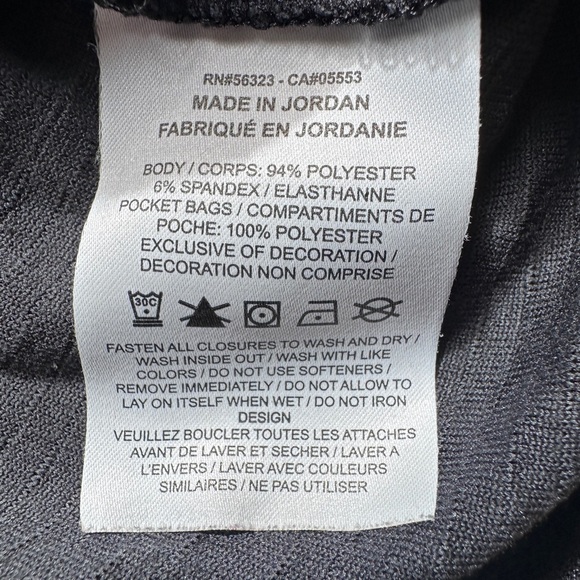 RN#56323 - CA#05553
MADE IN JORDAN
FABRIQUÉ EN JORDANIE
BODY / CORPS: 94% POLYESTER
6% SPANDEX / ELASTHANNE
POCKET BAGS / COMPARTIMENTS DE
POCHE: 100% POLYESTER
EXCLUSIVE OF DECORATION /
DECORATION NON COMPRISE
30C
FASTEN ALL CLOSURES TO WASH AND DRY /
WASH INSIDE OUT / WASH WITH LIKE
COLORS / DO NOT USE SOFTENERS /
REMOVE IMMEDIATELY / DO NOT ALLOW TO
LAY ON ITSELF WHEN WET / DO NOT IRON
DESIGN
VEUILLEZ BOUCLER TOUTES LES ATTACHES
AVANT DE LAVER ET SECHER / LAVER A
L'ENVERS / LAVER AVEC COULEURS
SIMILAIRES / NE PAS UTILISER